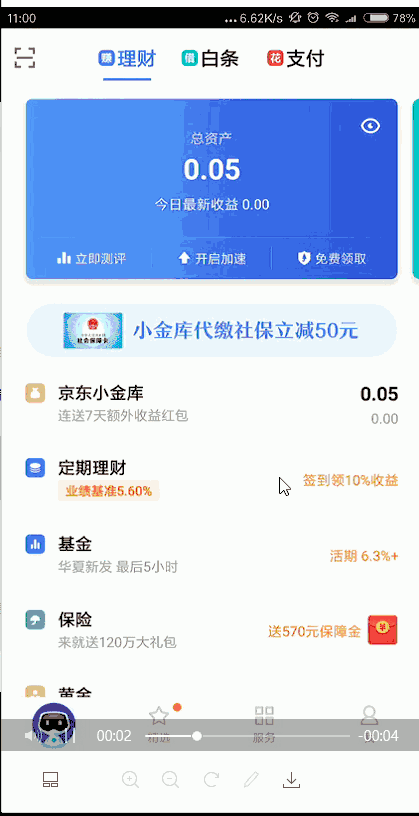 11:00 ... 6.62K/s 78%
赚 理财 借 白条 花 支付
总资产
0.05
今日最新收益 0.00
立即测评 开启加速 免费领取
小金库代缴社保立减50元
京东小金库 0.05
连送7天额外收益红包 0.00
定期理财
业绩基准5.60% 签到领10%收益
基金
华夏新发 最后5小时 活期 6.3%+
保险
来就送120万大礼包 送570元保障金
黄金
精选 服务
00:02 -00:04